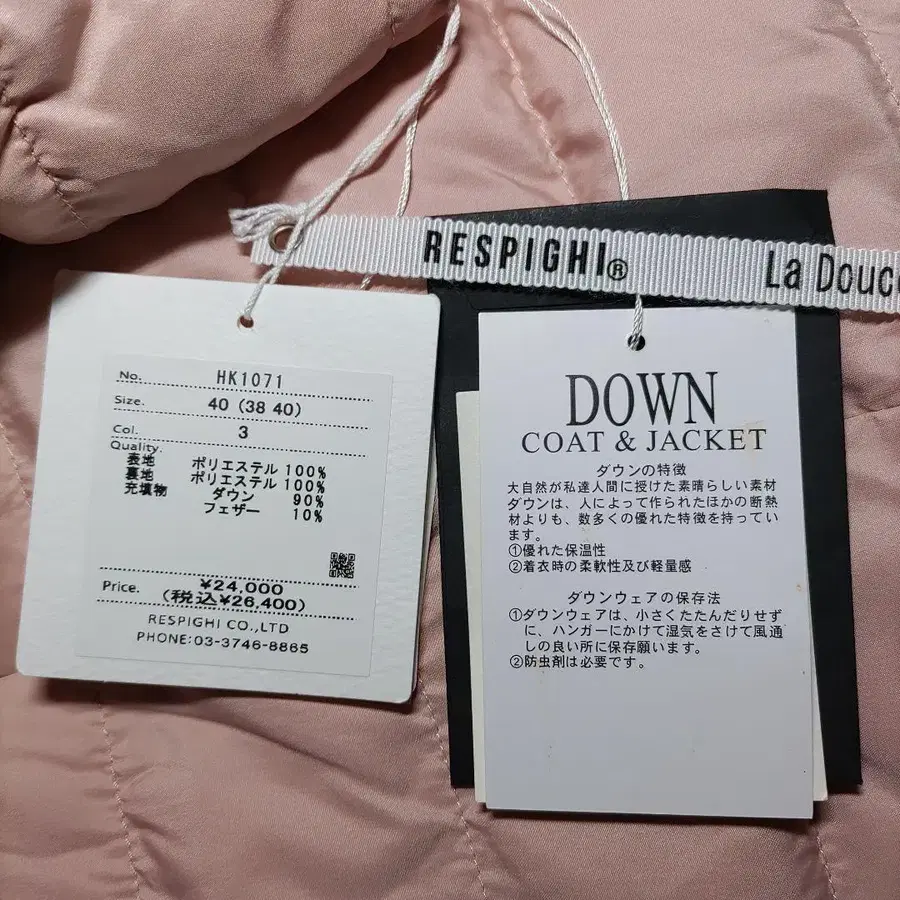 RESPIGHI®
La Douce
No. HK1071
Size. 40 (38 40)
Col. 3
Quality.
表地 ポリエステル 100%
裏地 ポリエステル 100%
充填物 ダウン 90%
フェザー 10%
Price. ¥24,000
(税込¥26,400)
RESPIGHI CO.,LTD
PHONE:03-3746-8865
DOWN
COAT & JACKET
ダウンの特徴
大自然が私達人間に授けた素晴らしい素材
ダウンは、人によって作られたほかの断熱
材よりも、数多くの優れた特徴を持ってい
ます。
①優れた保温性
②着衣時の柔軟性及び軽量感
ダウンウェアの保存法
①ダウンウェアは、小さくたたんだりせず
に、ハンガーにかけて湿気をさけて風通
しの良い所に保存願います。
②防虫剤は必要です。